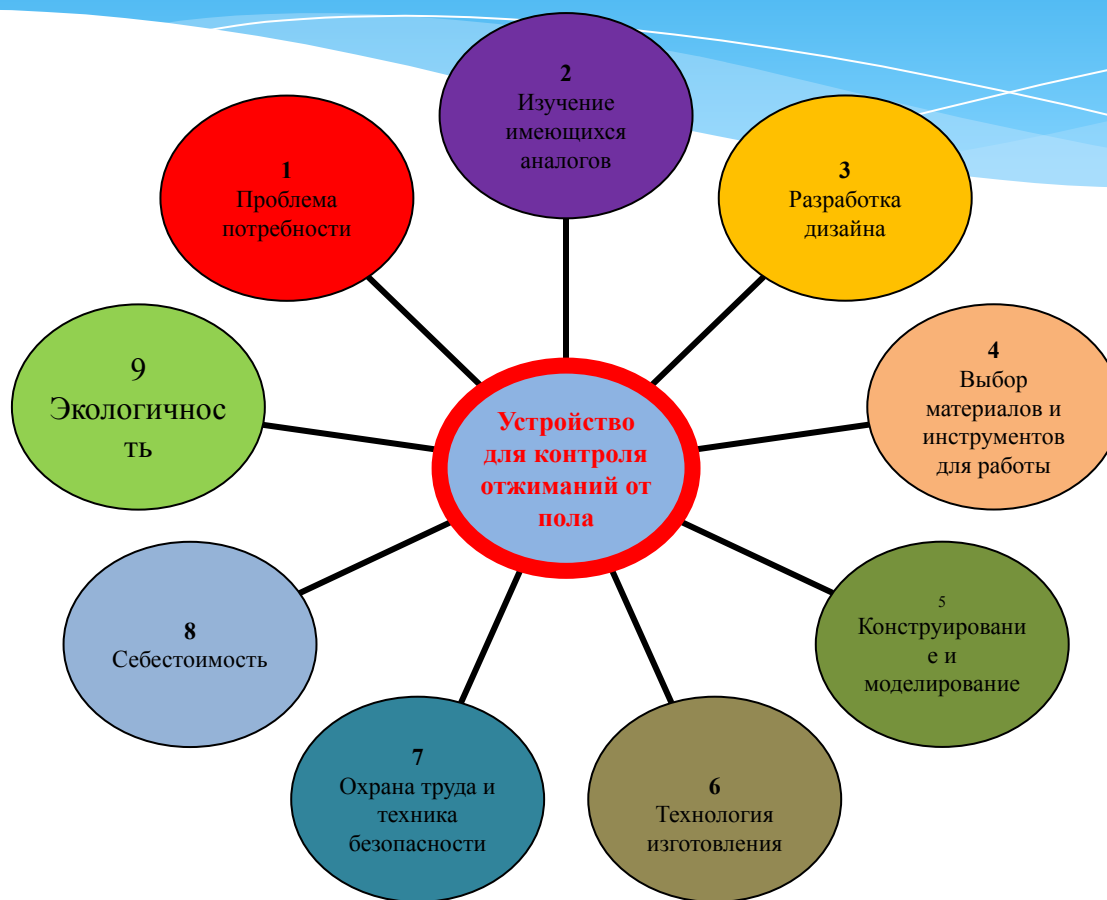 1
Проблема
потребности
2
Изучение
имеющихся
аналогов
3
Разработка
дизайна
4
Выбор
материалов и
инструментов
для работы
5
Конструировани
е и
моделирование
6
Технология
изготовления
7
Охрана труда и
техника
безопасности
8
Себестоимость
9
Экологичнос
ть
Устройство
для контроля
отжиманий от
пола